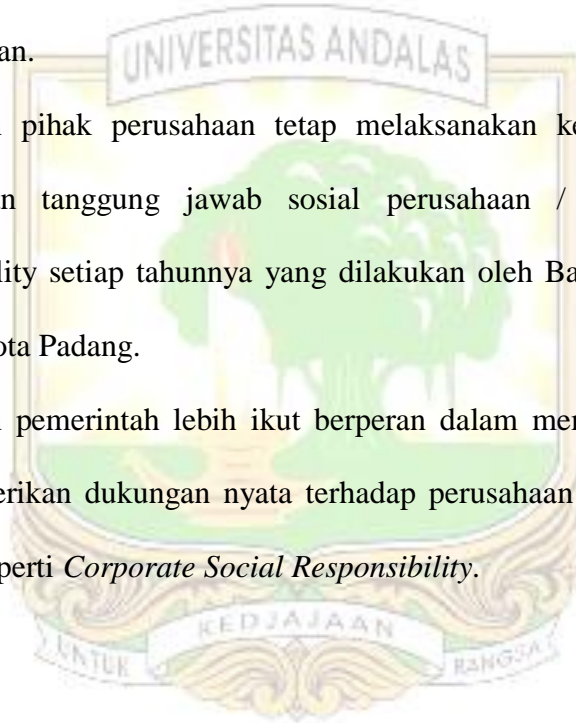 an.
UNIVERSITAS ANDALAS
pihak perusahaan tetap melaksanakan ke
n tanggung jawab sosial perusahaan /
lity setiap tahunnya yang dilakukan oleh Ba
ota Padang.
pemerintah lebih ikut berperan dalam mer
erikan dukungan nyata terhadap perusahaan
perti Corporate Social Responsibility.
UNTUK KEDJAJAAN BANGSA